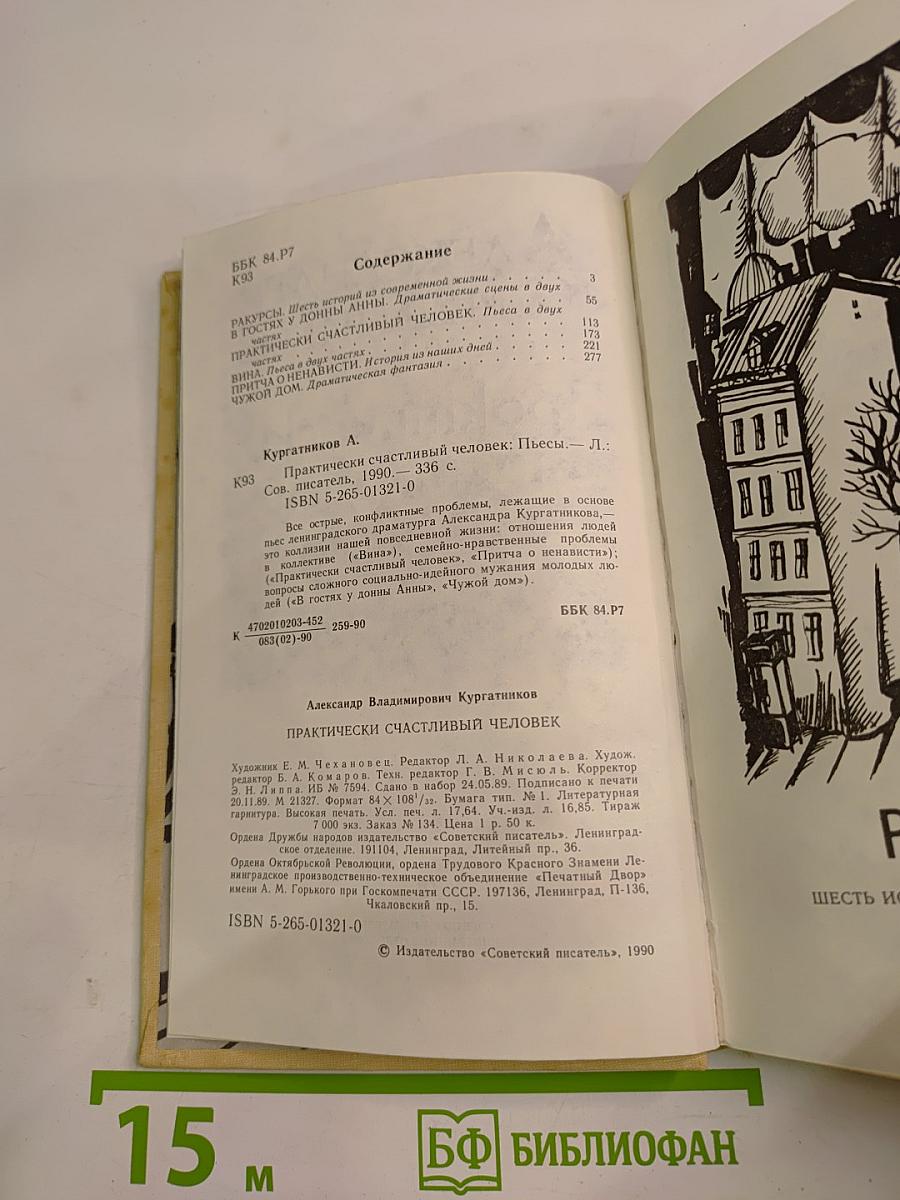 ББК 84.Р7
К93
Содержание
РАКУРСЫ. Шесть историй из современной жизни . . . . . 3
В ГОСТЯХ У ДОННЫ АННЫ. Драматические сцены в двух
частях . . . . . . . . . . . . . . . . . . 55
ПРАКТИЧЕСКИ СЧАСТЛИВЫЙ ЧЕЛОВЕК. Пьеса в двух
частях . . . . . . . . . . . . . . . . . . 113
ВИНА. Пьеса в двух частях . . . . . . . . . . . . 173
ПРИТЧА О НЕНАВИСТИ. История из наших дней . . . . . 221
ЧУЖОЙ ДОМ. Драматическая фантазия . . . . . . . . 277
Кургатников А.
К93 Практически счастливый человек: Пьесы.— Л.:
Сов. писатель, 1990.— 336 с.
ISBN 5-265-01321-0
Все острые, конфликтные проблемы, лежащие в основе
пьес ленинградского драматурга Александра Кургатникова,—
это коллизии нашей повседневной жизни: отношения людей
в коллективе («Вина»), семейно-нравственные проблемы
(«Практически счастливый человек», «Притча о ненависти»);
вопросы сложного социально-идейного мужания молодых лю-
дей («В гостях у донны Анны», «Чужой дом»).
К 4702010203-452 259-90
083(02)-90
ББК 84.Р7
Александр Владимирович Кургатников
ПРАКТИЧЕСКИ СЧАСТЛИВЫЙ ЧЕЛОВЕК
Художник Е. М. Чехановец. Редактор Л. А. Николаева. Худож.
редактор Б. А. Комаров. Техн. редактор Г. В. Мисюль. Корректор
Э. Н. Липпа. ИБ № 7594. Сдано в набор 24.05.89. Подписано к печати
20.11.89. М 21327. Формат 84×108¹/₃₂. Бумага тип. № 1. Литературная
гарнитура. Высокая печать. Усл. печ. л. 17,64. Уч.-изд. л. 16,85. Тираж
7 000 экз. Заказ № 134. Цена 1 р. 50 к.
Ордена Дружбы народов издательство «Советский писатель». Ленинград-
ское отделение. 191104, Ленинград, Литейный пр., 36.
Ордена Октябрьской Революции, ордена Трудового Красного Знамени Ле-
нинградское производственно-техническое объединение «Печатный Двор»
имени А. М. Горького при Госкомпечати СССР. 197136, Ленинград, П-136,
Чкаловский пр., 15.
ISBN 5-265-01321-0
© Издательство «Советский писатель», 1990
Р
ШЕСТЬ ИС
15 м
БФ БИБЛИОФАН